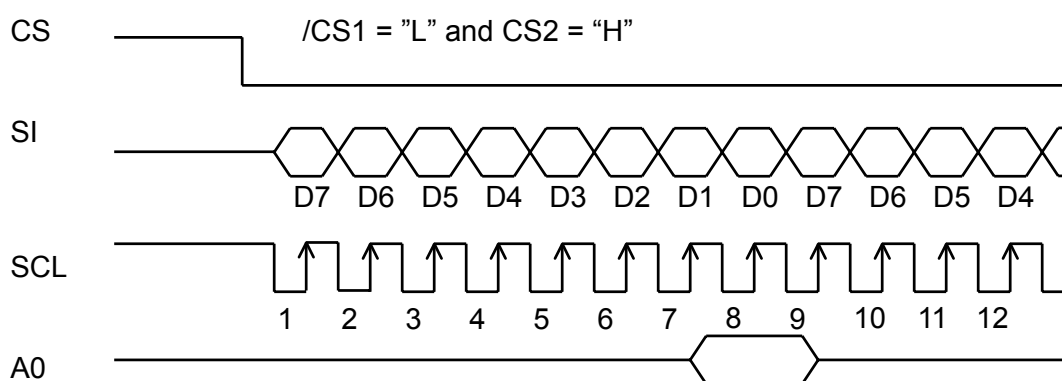 CS /CS1 = ”L” and CS2 = “H”
SI
D7 D6 D5 D4 D3 D2 D1 D0 D7 D6 D5 D4
SCL
1 2 3 4 5 6 7 8 9 10 11 12
A0